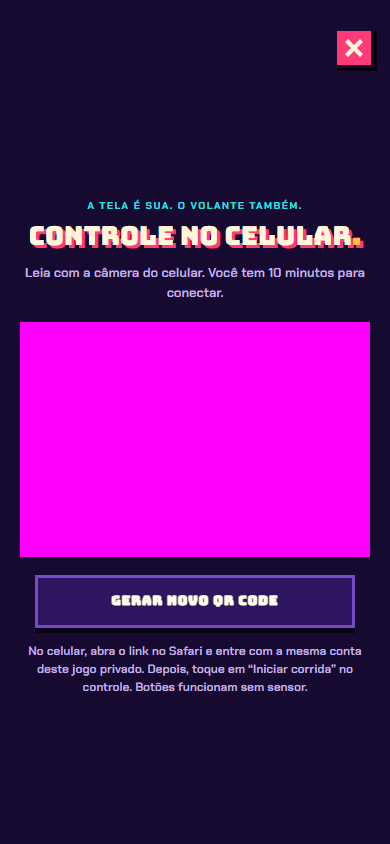 A TELA É SUA. O VOLANTE TAMBÉM.
CONTROLE NO CELULAR.
Leia com a câmera do celular. Você tem 10 minutos para
conectar.
GERAR NOVO QR CODE
No celular, abra o link no Safari e entre com a mesma conta
deste jogo privado. Depois, toque em “Iniciar corrida” no
controle. Botões funcionam sem sensor.